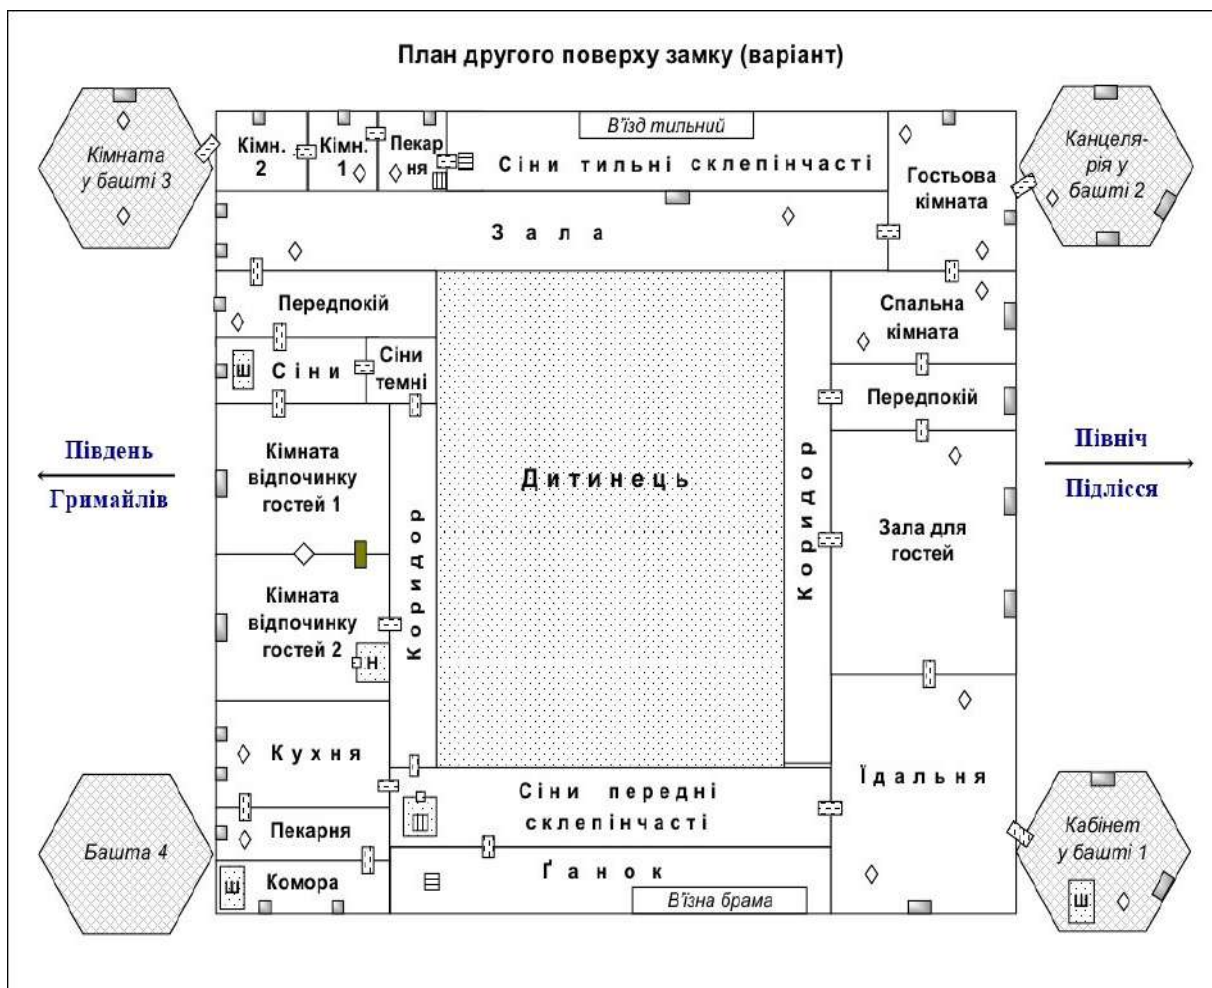 План другого поверху замку (варіант)
Кімната
у башті 3
Кімн.
2
Кімн.
1
Пекар
ня
В'їзд тильний
Сіни тильні склепінчасті
Гостьова
кімната
Канцеля-
рія у
башті 2
Зала
Передпокій
Сіни
Ш
Сіни
темні
Спальна
кімната
Передпокій
Південь
Гримайлів
Північ
Підлісся
Кімната
відпочинку
гостей 1
Коридор
Дитинець
Коридор
Зала для
гостей
Кімната
відпочинку
гостей 2
Н
Кухня
Сіни передні
склепінчасті
Їдальня
Башта 4
Пекарня
Комора
Ш
Ґанок
В'їзна брама
Кабінет
у башті 1
Ш